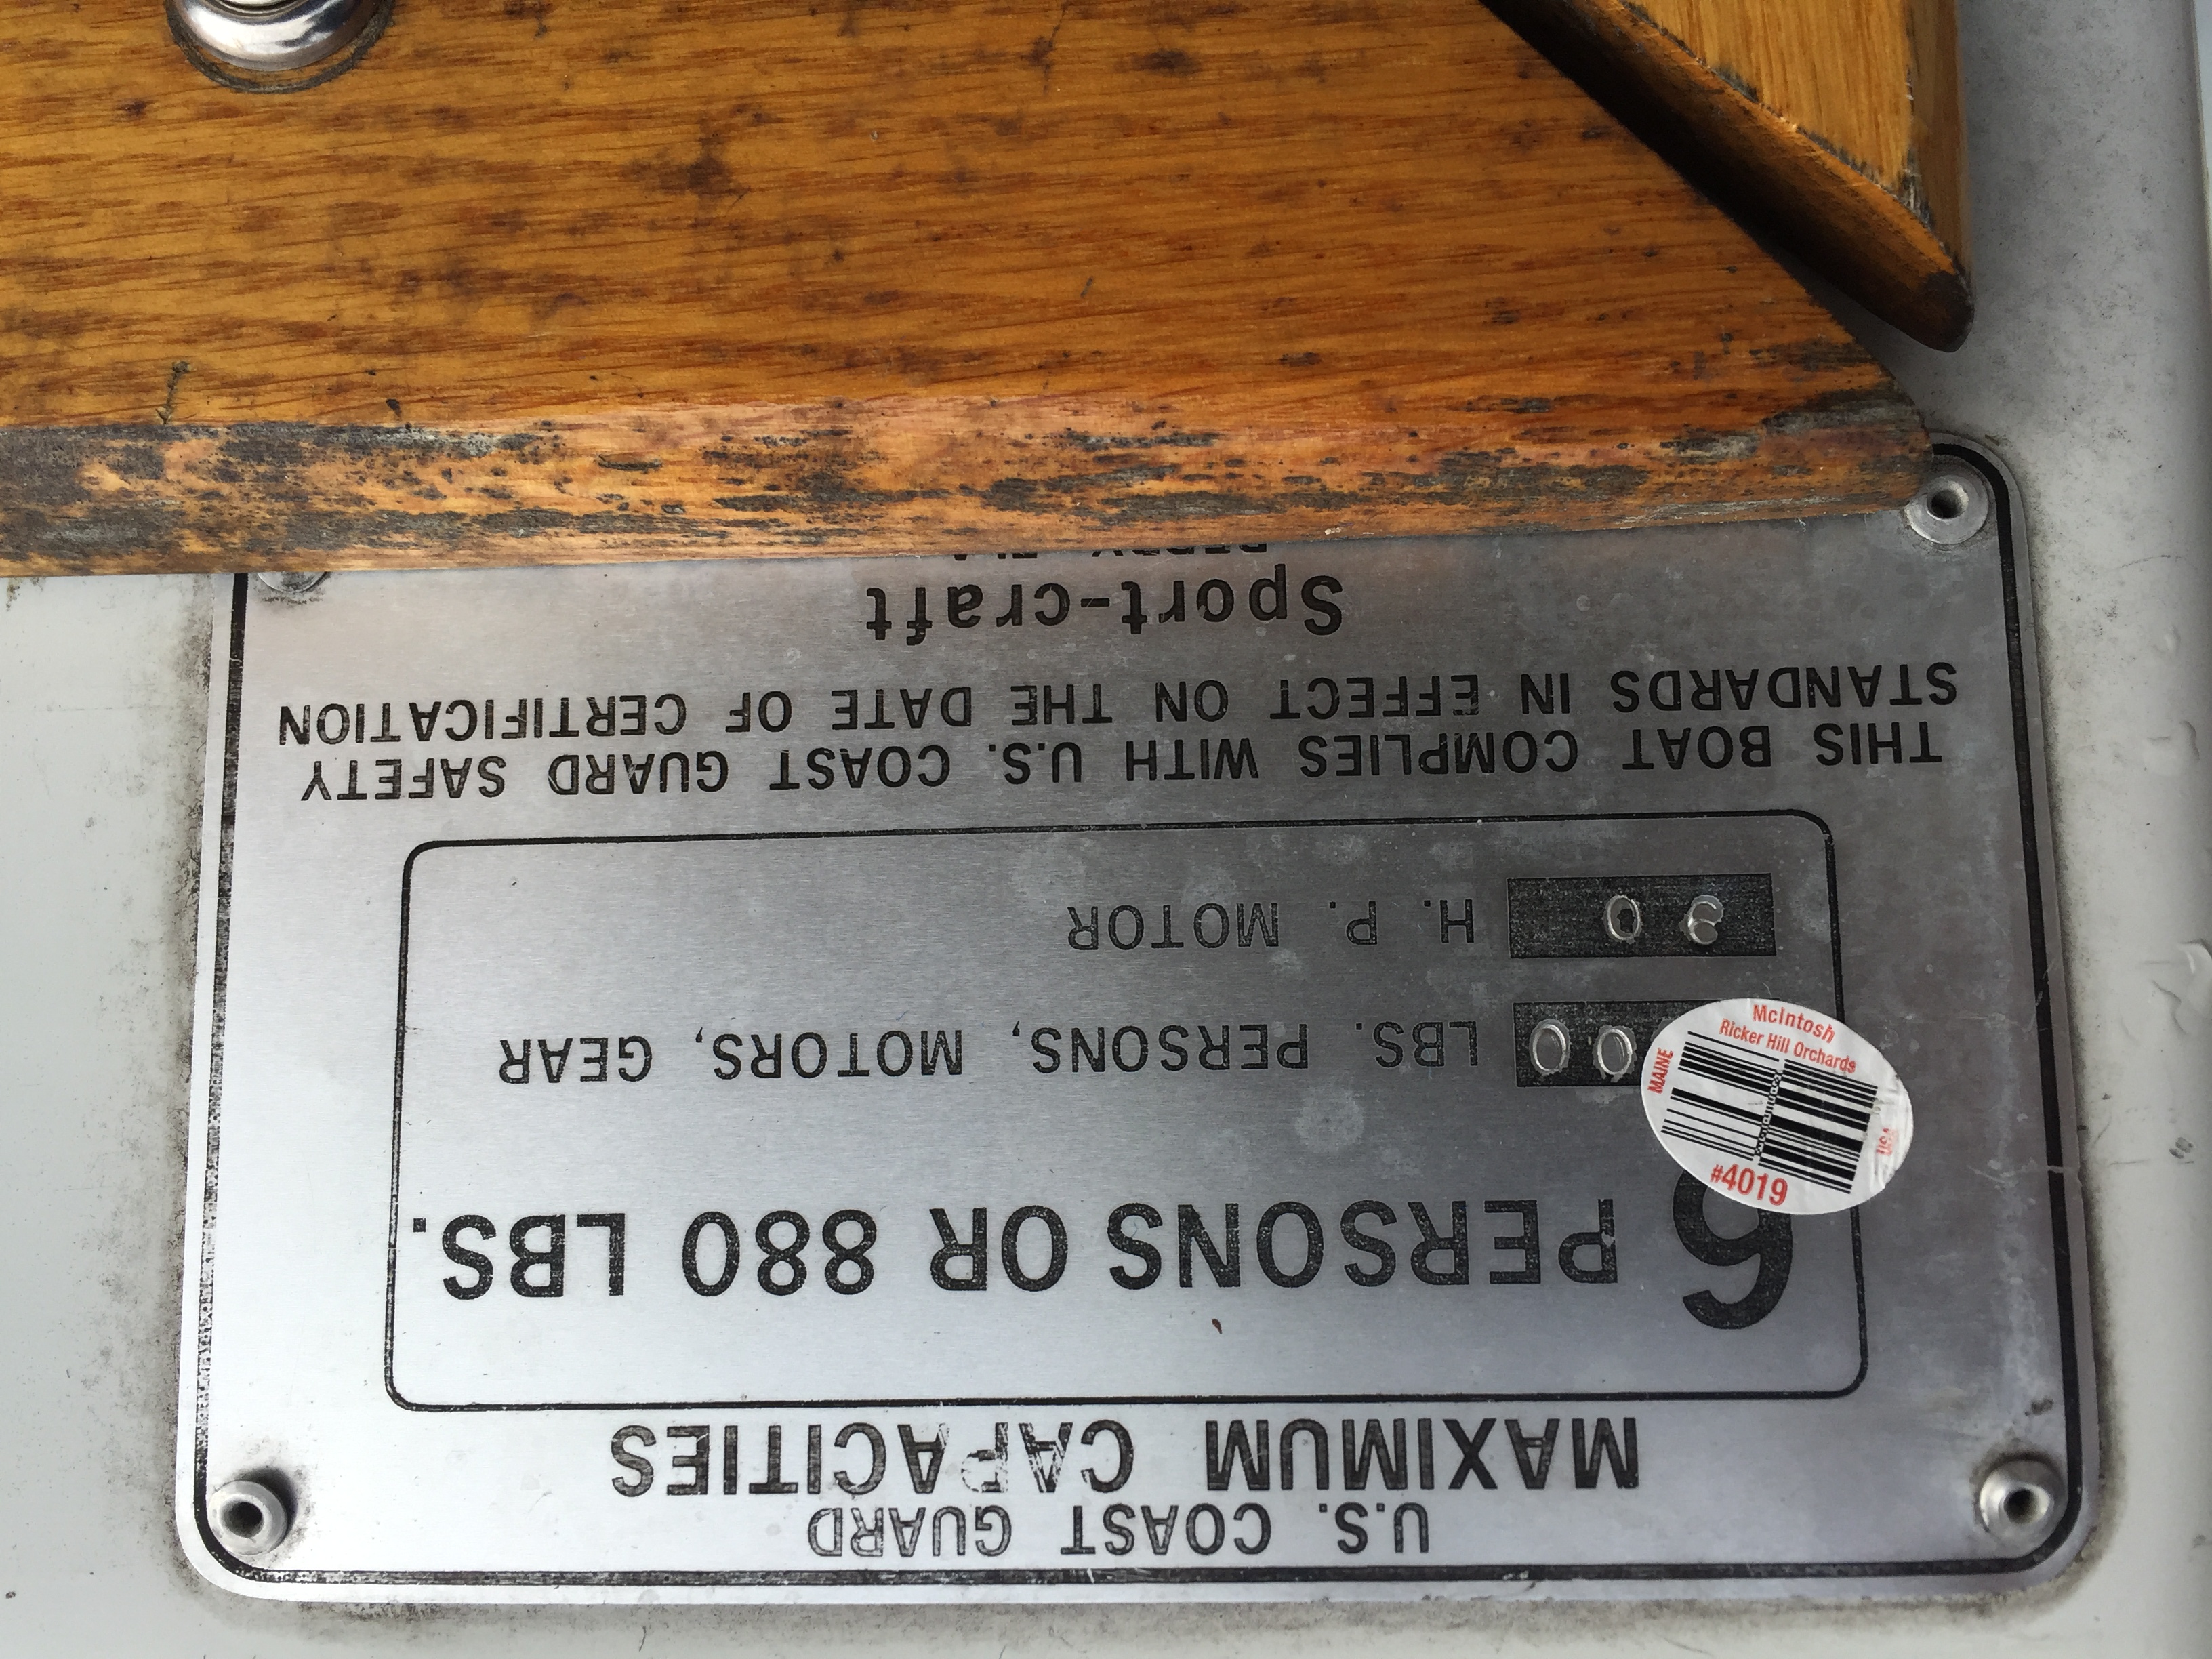 U.S. COAST GUARD
MAXIMUM CAPACITIES
6 PERSONS OR 880 LBS.
00 LBS. PERSONS, MOTORS, GEAR
H. P. MOTOR
THIS BOAT COMPLIES WITH U.S. COAST GUARD SAFETY
STANDARDS IN EFFECT ON THE DATE OF CERTIFICATION
Sport-craft
McIntosh
Ricker Hill Orchards
MAINE
USA
#4019